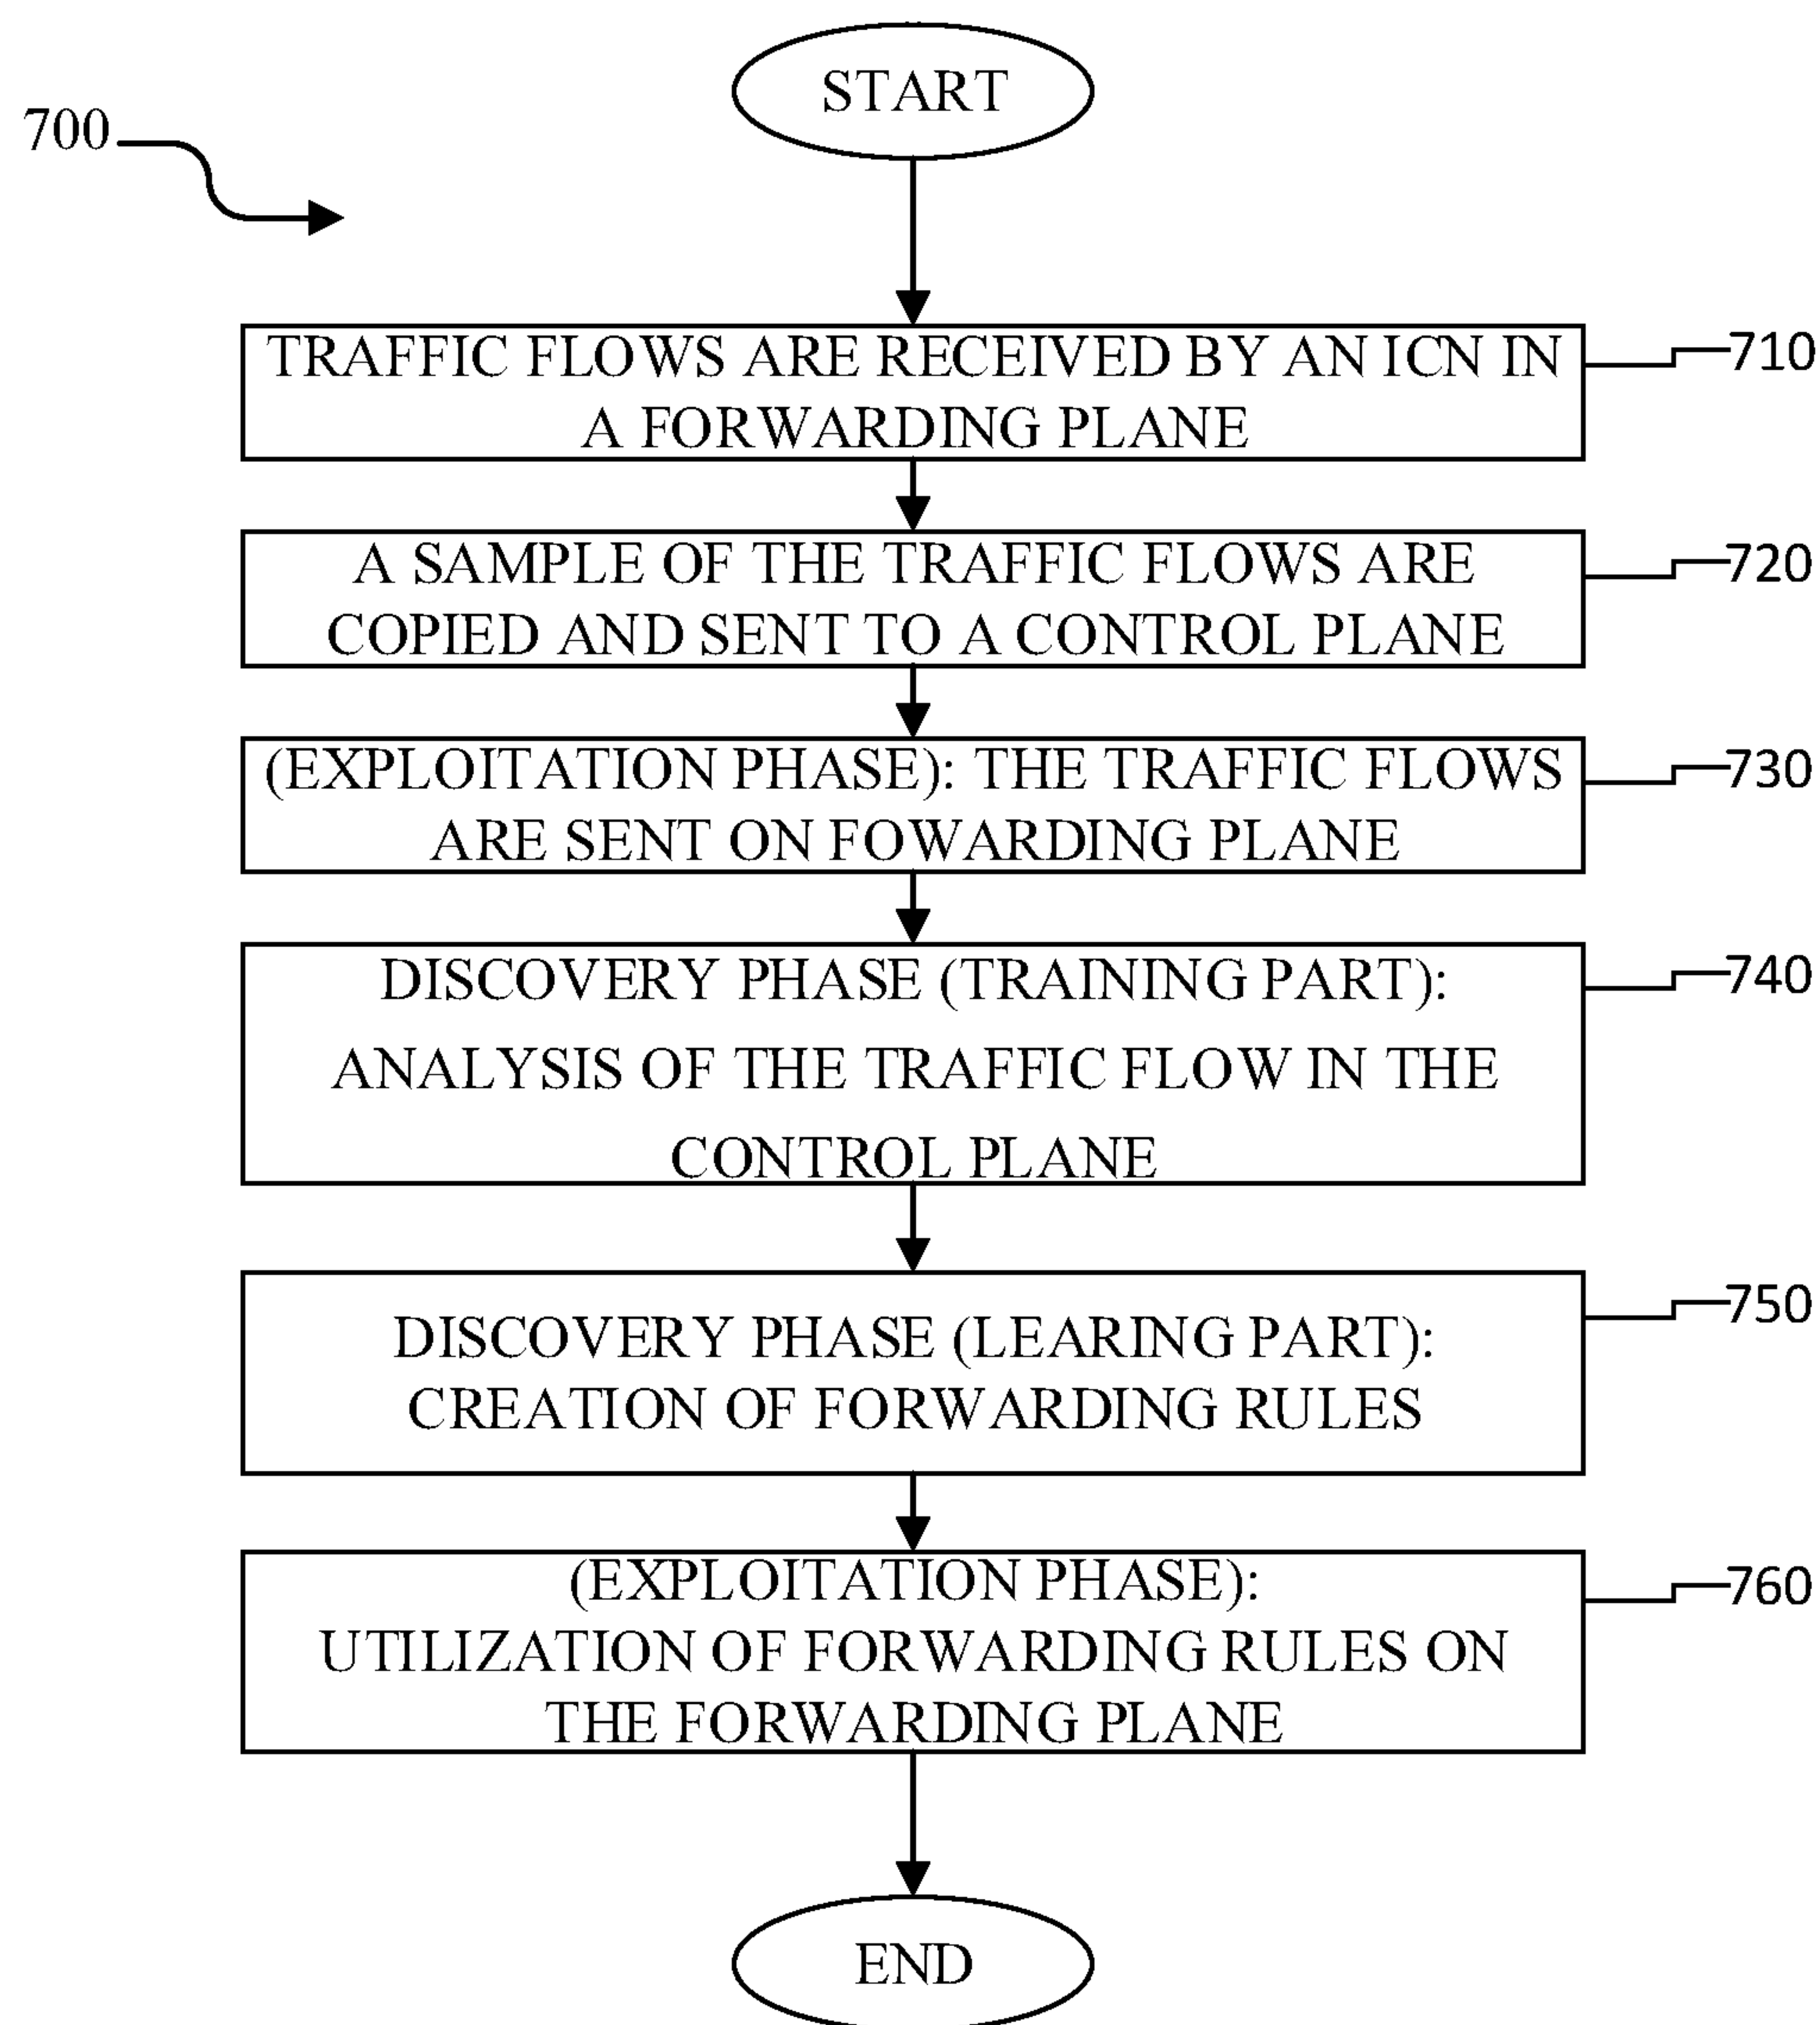 START
700
TRAFFIC FLOWS ARE RECEIVED BY AN ICN IN
A FORWARDING PLANE
710
A SAMPLE OF THE TRAFFIC FLOWS ARE
COPIED AND SENT TO A CONTROL PLANE
720
(EXPLOITATION PHASE): THE TRAFFIC FLOWS
ARE SENT ON FOWARDING PLANE
730
DISCOVERY PHASE (TRAINING PART):
ANALYSIS OF THE TRAFFIC FLOW IN THE
CONTROL PLANE
740
DISCOVERY PHASE (LEARING PART):
CREATION OF FORWARDING RULES
750
(EXPLOITATION PHASE):
UTILIZATION OF FORWARDING RULES ON
THE FORWARDING PLANE
760
END